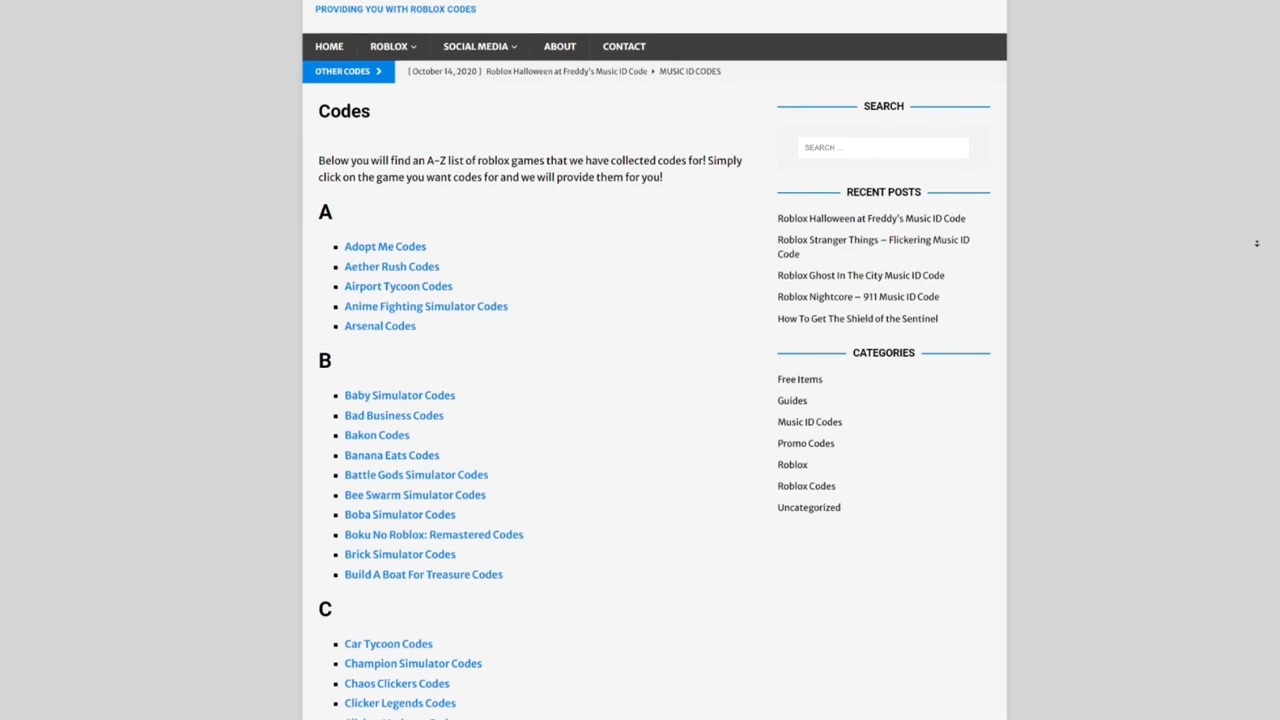 PROVIDING YOU WITH ROBLOX CODES
HOME ROBLOX SOCIAL MEDIA ABOUT CONTACT
OTHER CODES [ October 14, 2020 ] Roblox Halloween at Freddy's Music ID Code MUSIC ID CODES
Codes
Below you will find an A-Z list of roblox games that we have collected codes for! Simply
click on the game you want codes for and we will provide them for you!
A
Adopt Me Codes
Aether Rush Codes
Airport Tycoon Codes
Anime Fighting Simulator Codes
Arsenal Codes
B
Baby Simulator Codes
Bad Business Codes
Bakon Codes
Banana Eats Codes
Battle Gods Simulator Codes
Bee Swarm Simulator Codes
Boba Simulator Codes
Boku No Roblox: Remastered Codes
Brick Simulator Codes
Build A Boat For Treasure Codes
C
Car Tycoon Codes
Champion Simulator Codes
Chaos Clickers Codes
Clicker Legends Codes
SEARCH
SEARCH ...
RECENT POSTS
Roblox Halloween at Freddy's Music ID Code
Roblox Stranger Things – Flickering Music ID
Code
Roblox Ghost In The City Music ID Code
Roblox Nightcore – 911 Music ID Code
How To Get The Shield of the Sentinel
CATEGORIES
Free Items
Guides
Music ID Codes
Promo Codes
Roblox
Roblox Codes
Uncategorized